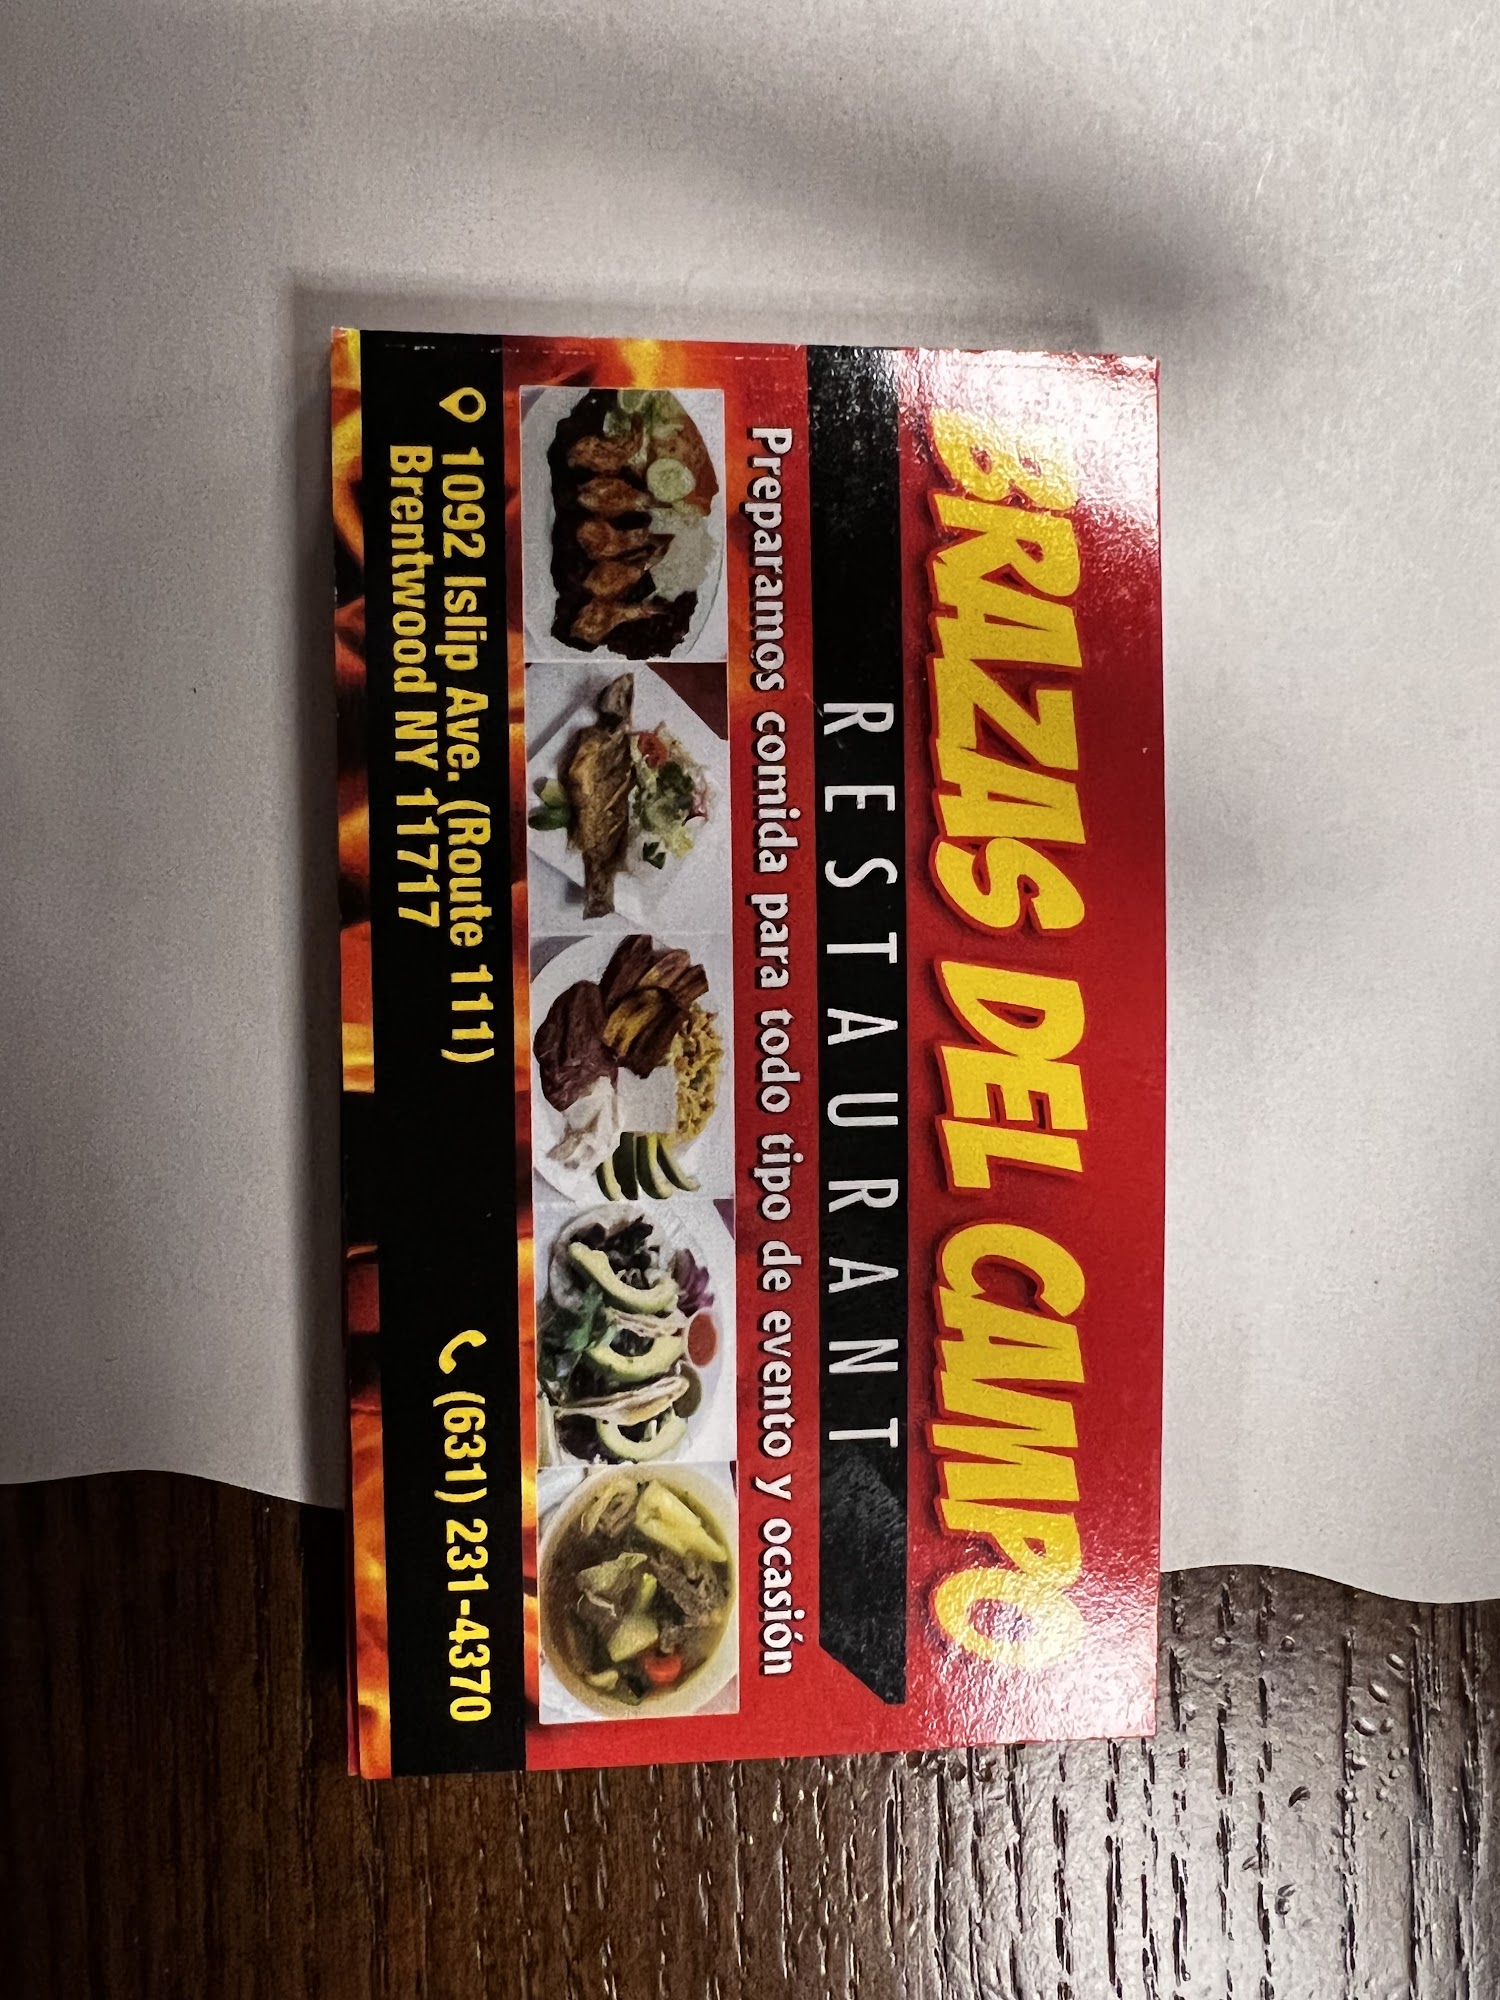 BRAZAS DEL CAMPO
RESTAURANT
Preparamos comida para todo tipo de evento y ocasión
1092 Islip Ave. (Route 111)
Brentwood NY 11717
(631) 231-4370